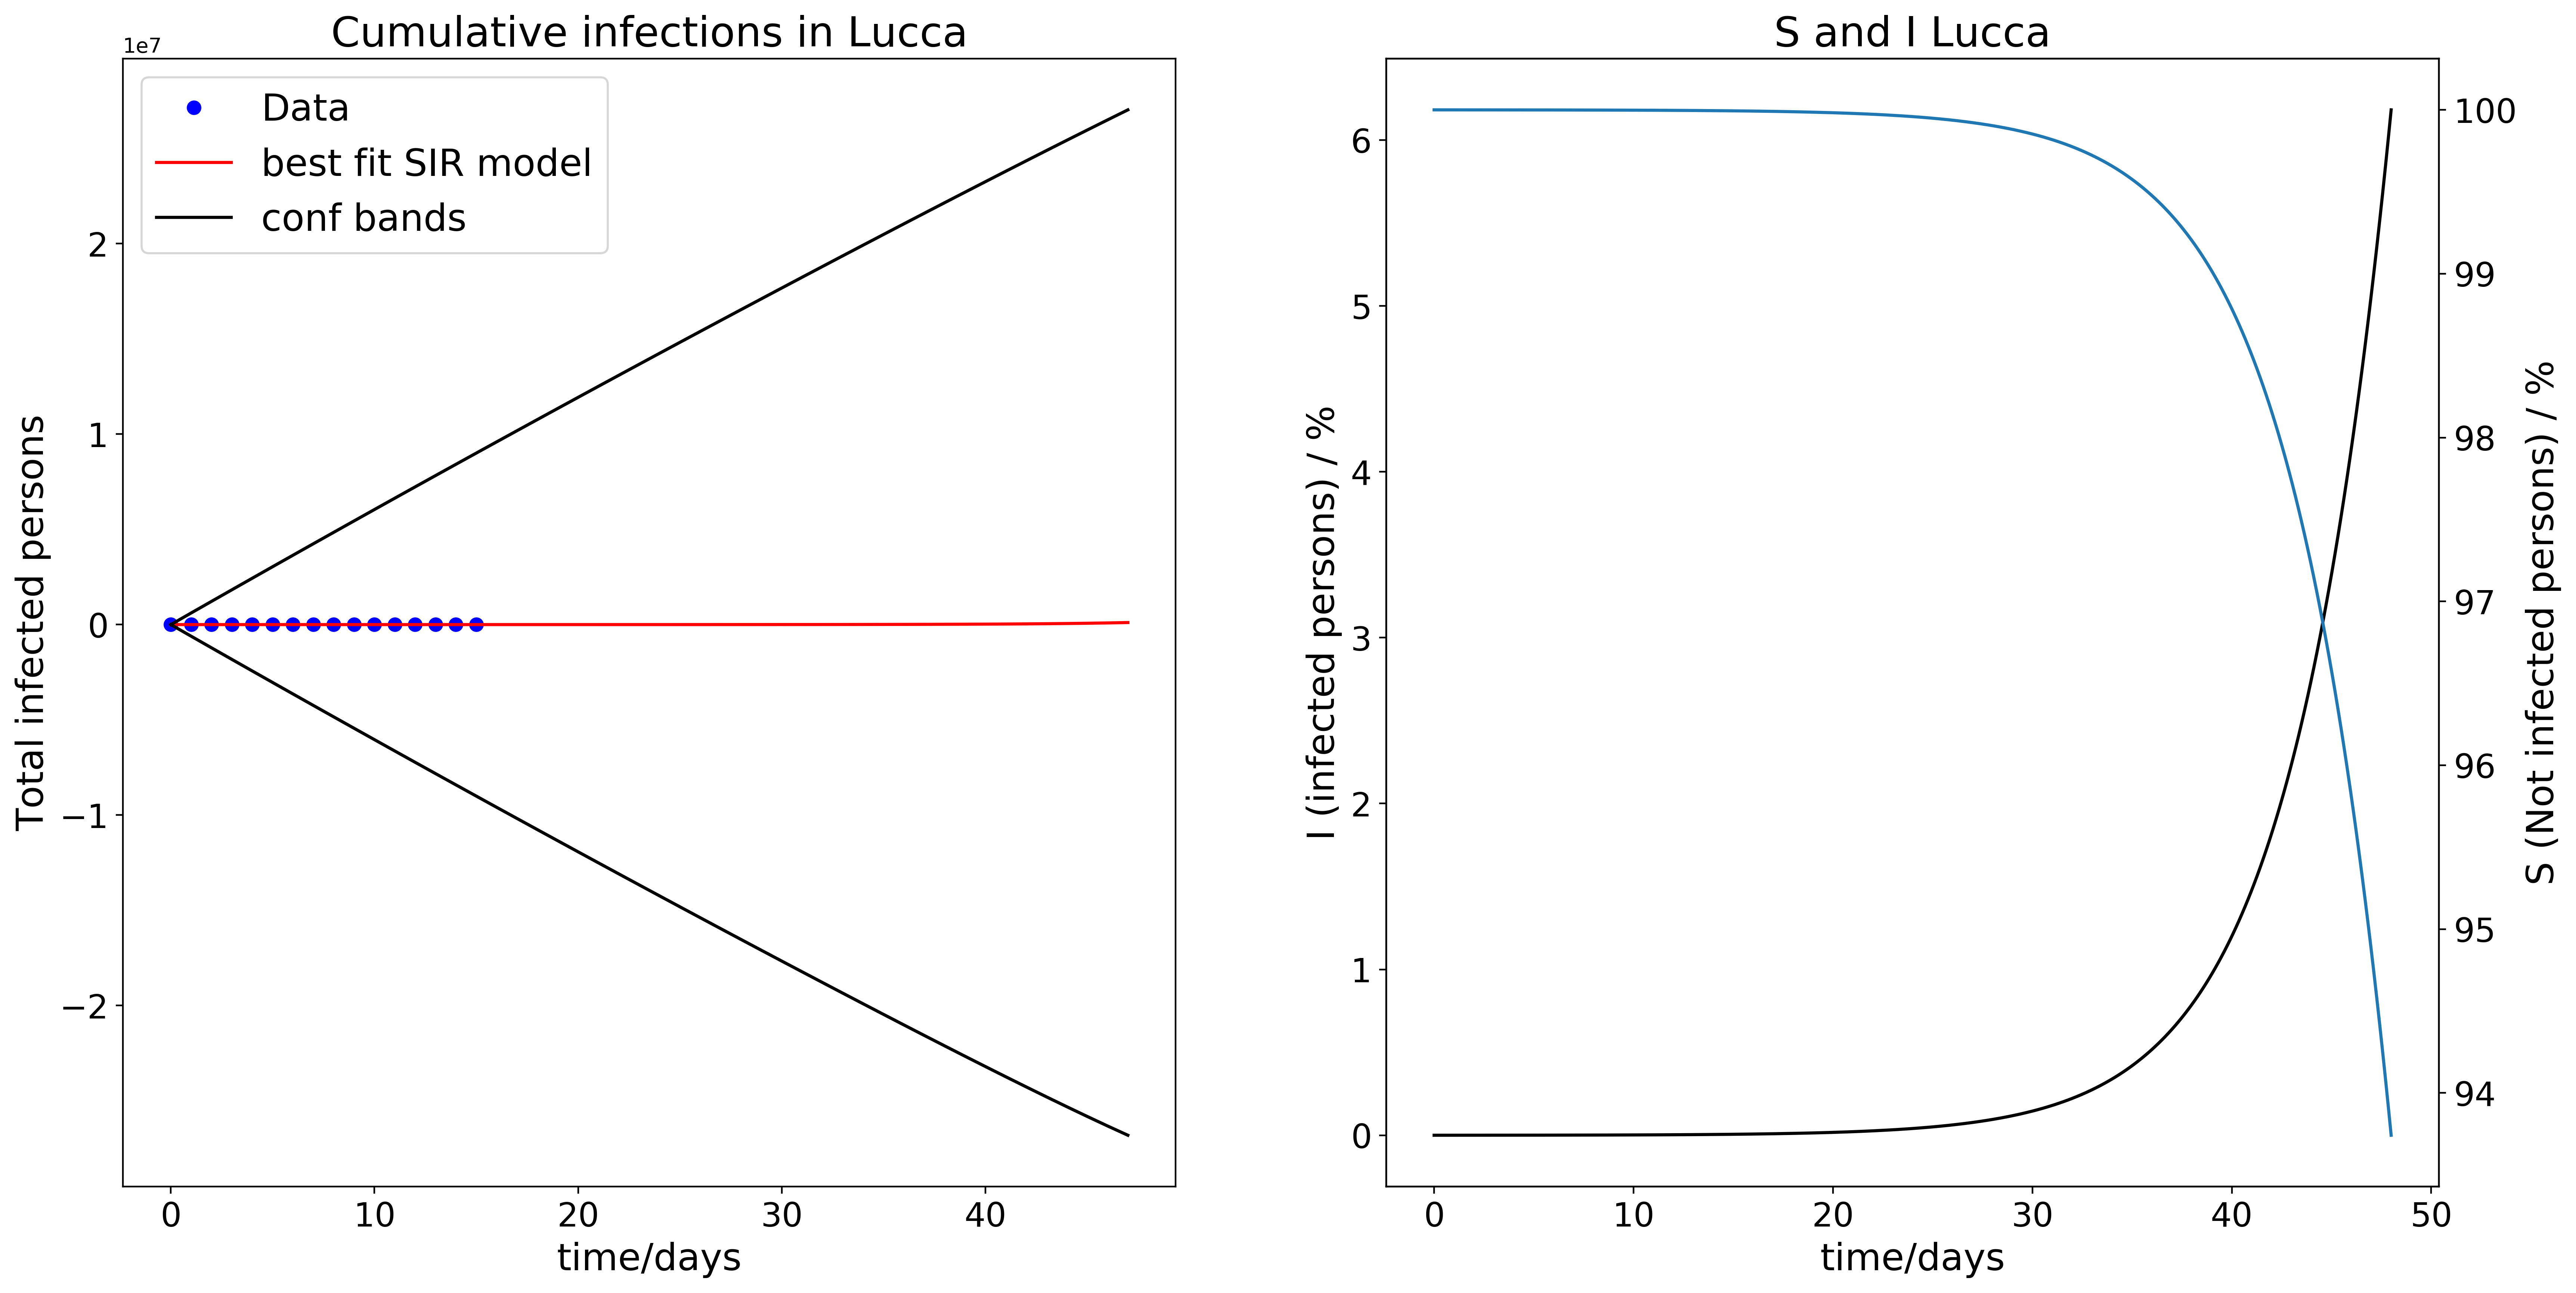 Cumulative infections in Lucca
1e7
Data
best fit SIR model
conf bands
2
1
0
−1
−2
Total infected persons
0 10 20 30 40
time/days
S and I Lucca
6
5
4
3
2
1
0
I (infected persons) / %
100
99
98
97
96
95
94
S (Not infected persons) / %
0 10 20 30 40 50
time/days